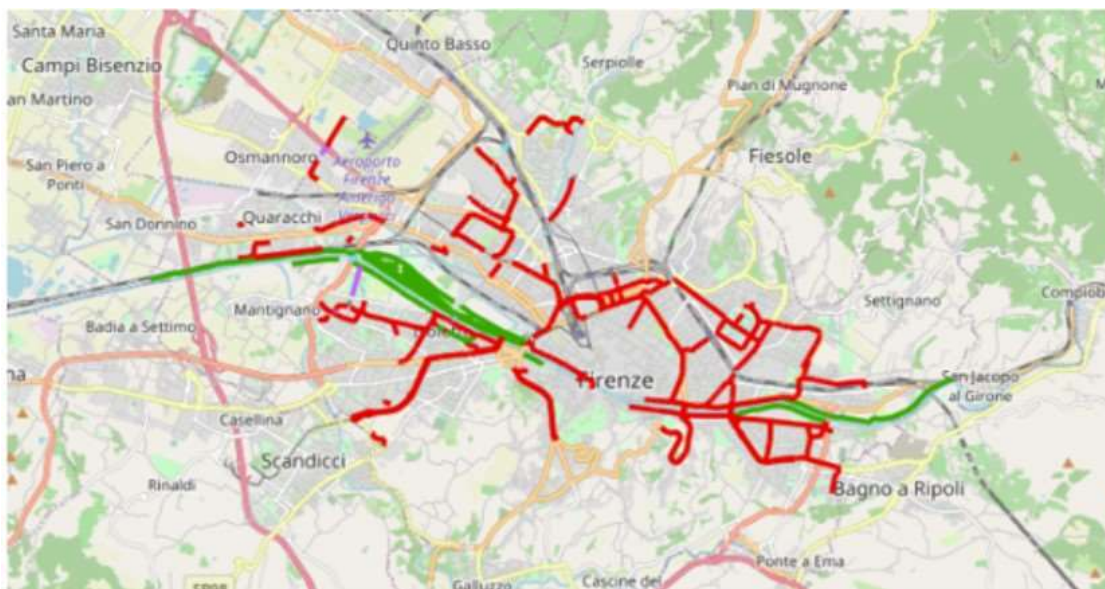 Santa Maria
Quinto Basso
Campi Bisenzio
Serpiolle
Pian di Mugnone
San Martino
Osmannoro
Fiesole
Aeroporto
Firenze
San Piero a
Ponti
San Donnino
Quaracchi
Settignano
Mantignano
Badia a Settimo
Firenze
San Jacopo
al Girone
Casellina
Scandicci
Rinaldi
Bagno a Ripoli
Ponte a Ema
Galluzzo
Cascine del